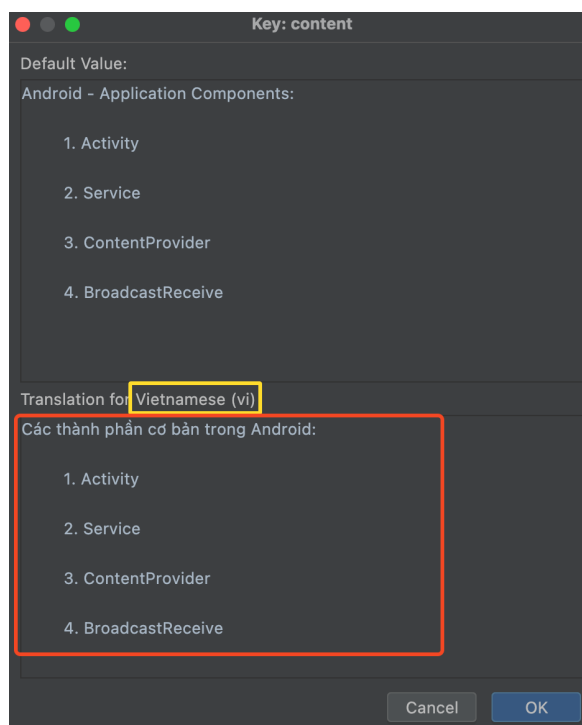 Key: content
Default Value:
Android - Application Components:
1. Activity
2. Service
3. ContentProvider
4. BroadcastReceive
Translation for Vietnamese (vi)
Các thành phần cơ bản trong Android:
1. Activity
2. Service
3. ContentProvider
4. BroadcastReceive
Cancel
OK